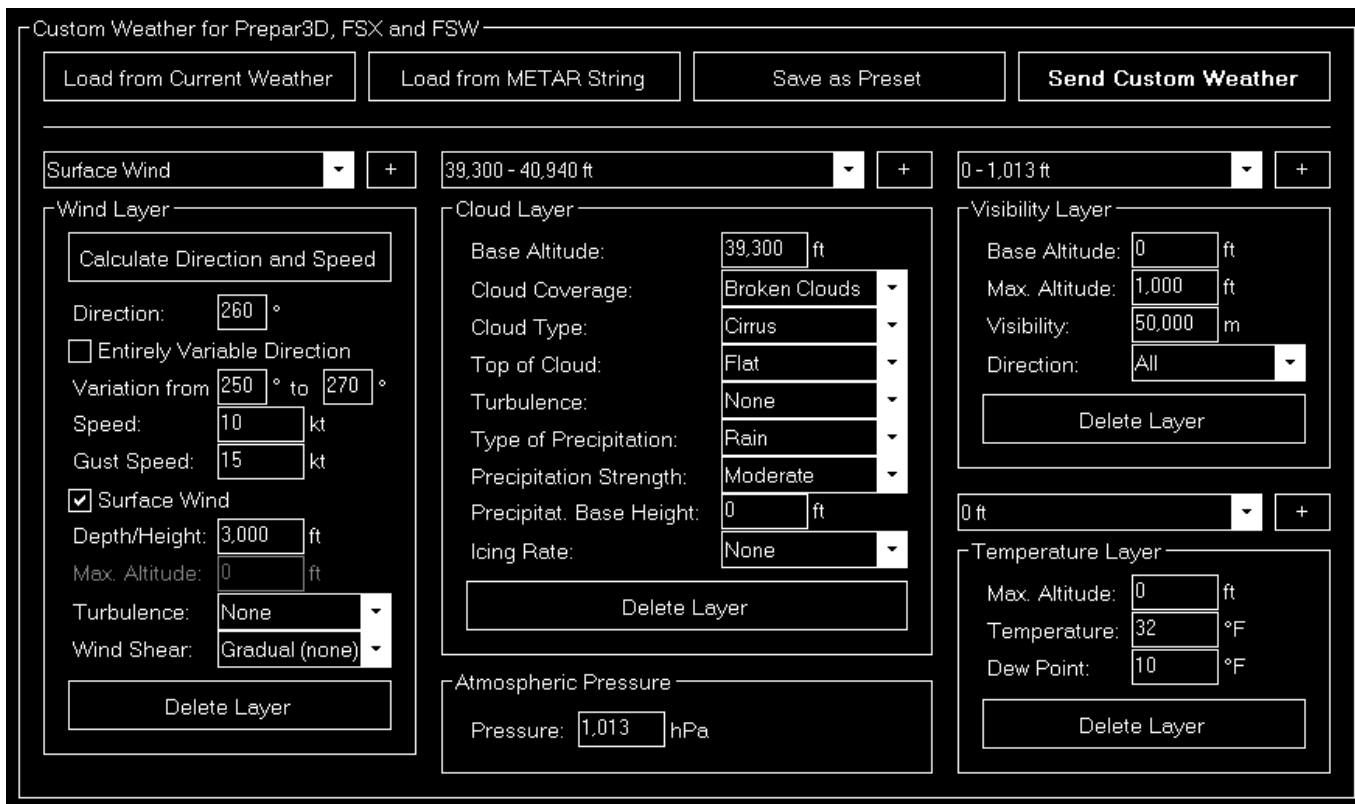 Custom Weather for Prepar3D, FSX and FSW
Load from Current Weather
Load from METAR String
Save as Preset
Send Custom Weather
Surface Wind +
Wind Layer
Calculate Direction and Speed
Direction: 260 °
Entirely Variable Direction
Variation from 250 ° to 270 °
Speed: 10 kt
Gust Speed: 15 kt
Surface Wind
Depth/Height: 3,000 ft
Max. Altitude: 0 ft
Turbulence: None
Wind Shear: Gradual (none)
Delete Layer
39,300 - 40,940 ft +
Cloud Layer
Base Altitude: 39,300 ft
Cloud Coverage: Broken Clouds
Cloud Type: Cirrus
Top of Cloud: Flat
Turbulence: None
Type of Precipitation: Rain
Precipitation Strength: Moderate
Precipitat. Base Height: 0 ft
Icing Rate: None
Delete Layer
Atmospheric Pressure
Pressure: 1,013 hPa
0 - 1,013 ft +
Visibility Layer
Base Altitude: 0 ft
Max. Altitude: 1,000 ft
Visibility: 50,000 m
Direction: All
Delete Layer
0 ft +
Temperature Layer
Max. Altitude: 0 ft
Temperature: 32 °F
Dew Point: 10 °F
Delete Layer